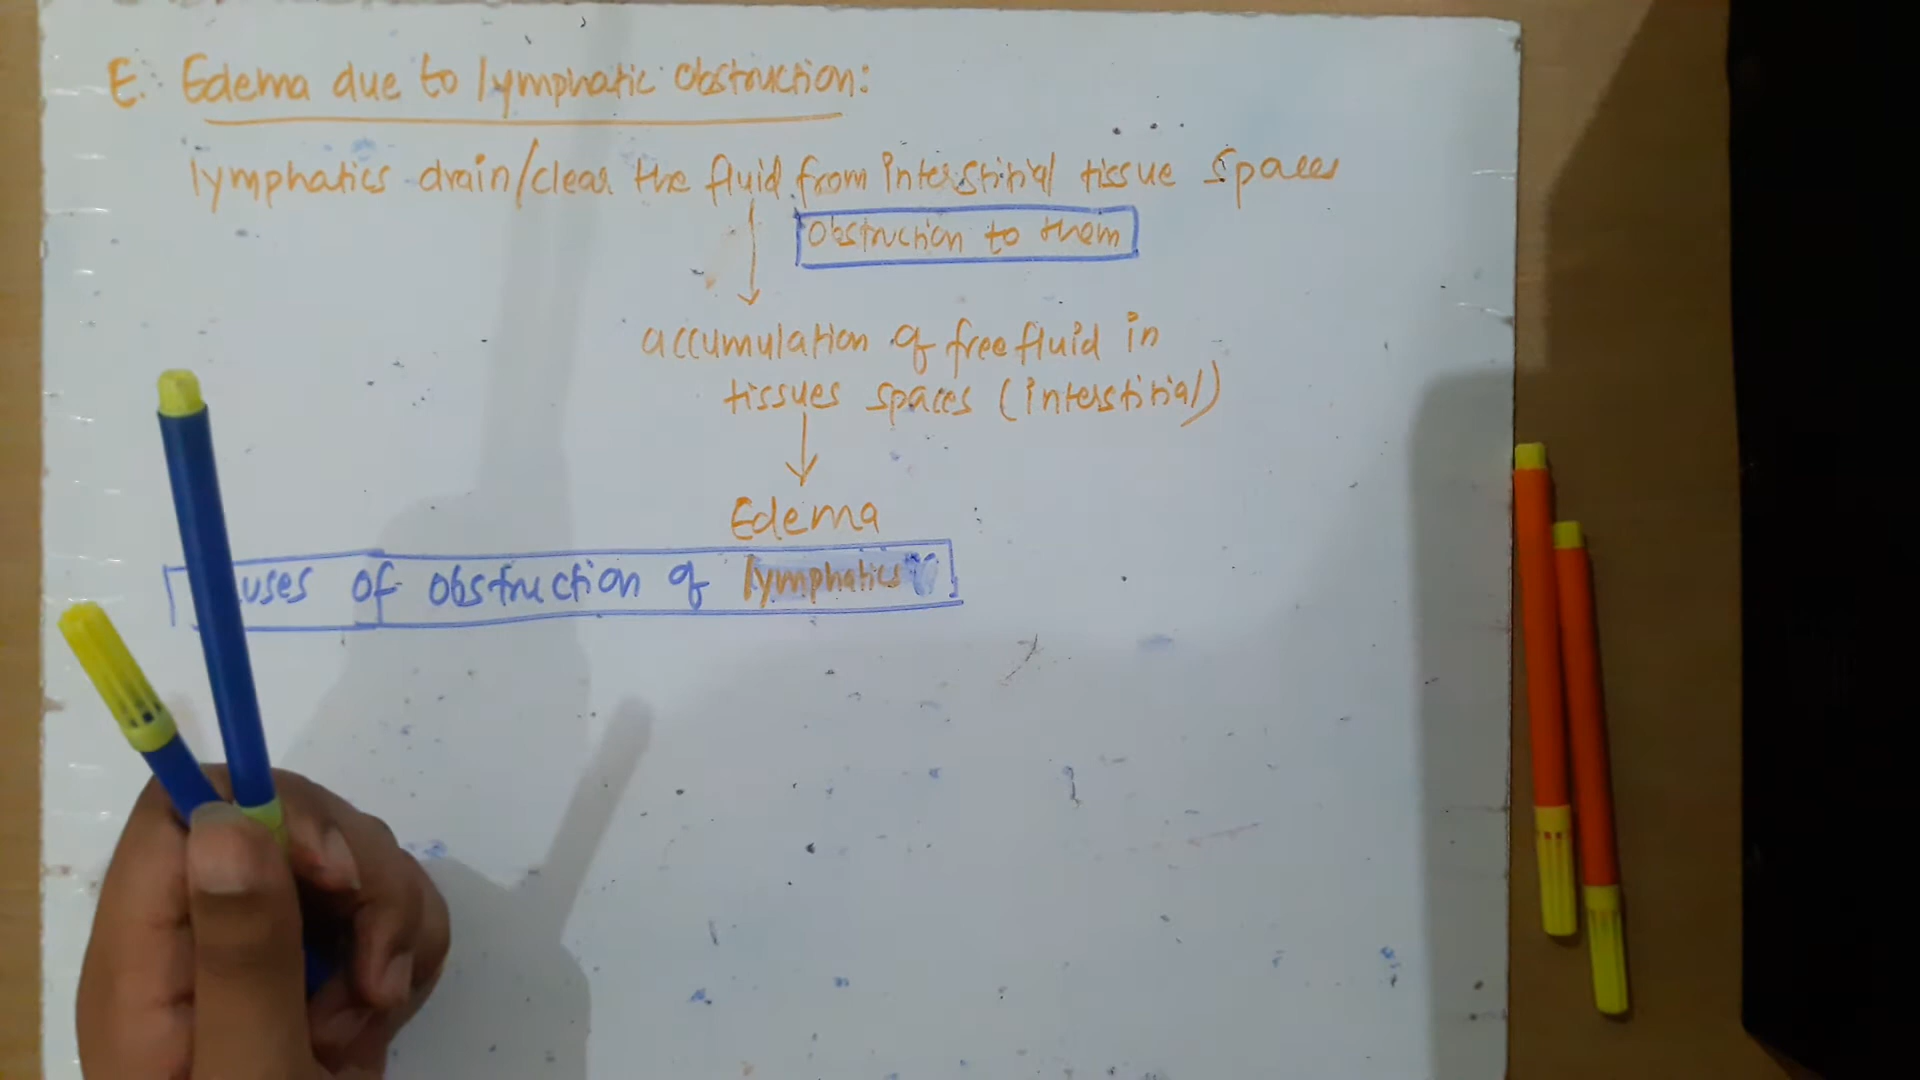 E. Edema due to lymphatic obstruction:
lymphatics drain/clear the fluid from interstitial tissue spaces
obstruction to them
accumulation of free fluid in
tissues spaces (interstitial)
Edema
uses of obstruction of lymphatics